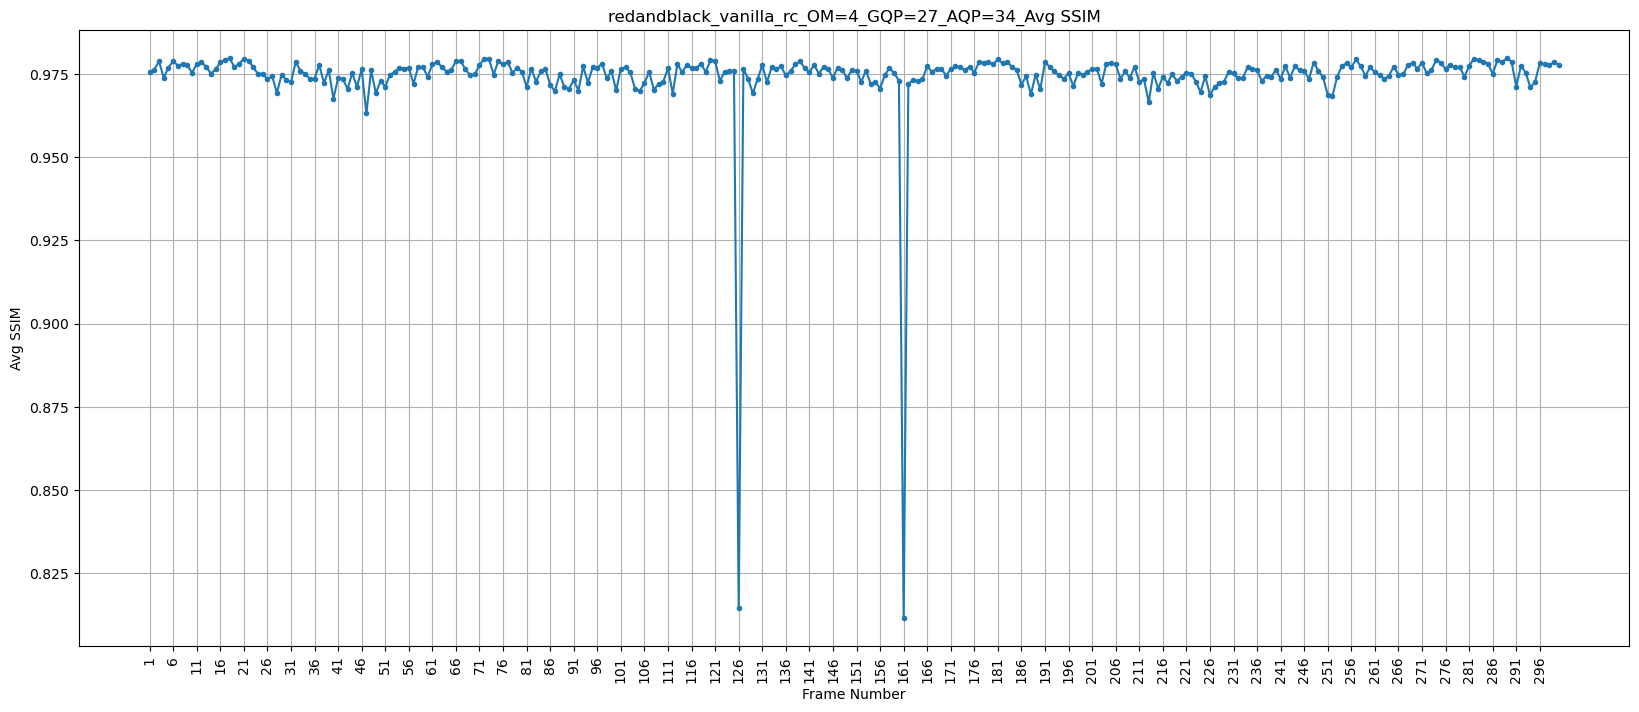 redandblack_vanilla_rc_OM=4_GQP=27_AQP=34_Avg SSIM
Avg SSIM
0.975
0.950
0.925
0.900
0.875
0.850
0.825
1 6 11 16 21 26 31 36 41 46 51 56 61 66 71 76 81 86 91 96 101 106 111 116 121 126 131 136 141 146 151 156 161 166 171 176 181 186 191 196 201 206 211 216 221 226 231 236 241 246 251 256 261 266 271 276 281 286 291 296
Frame Number